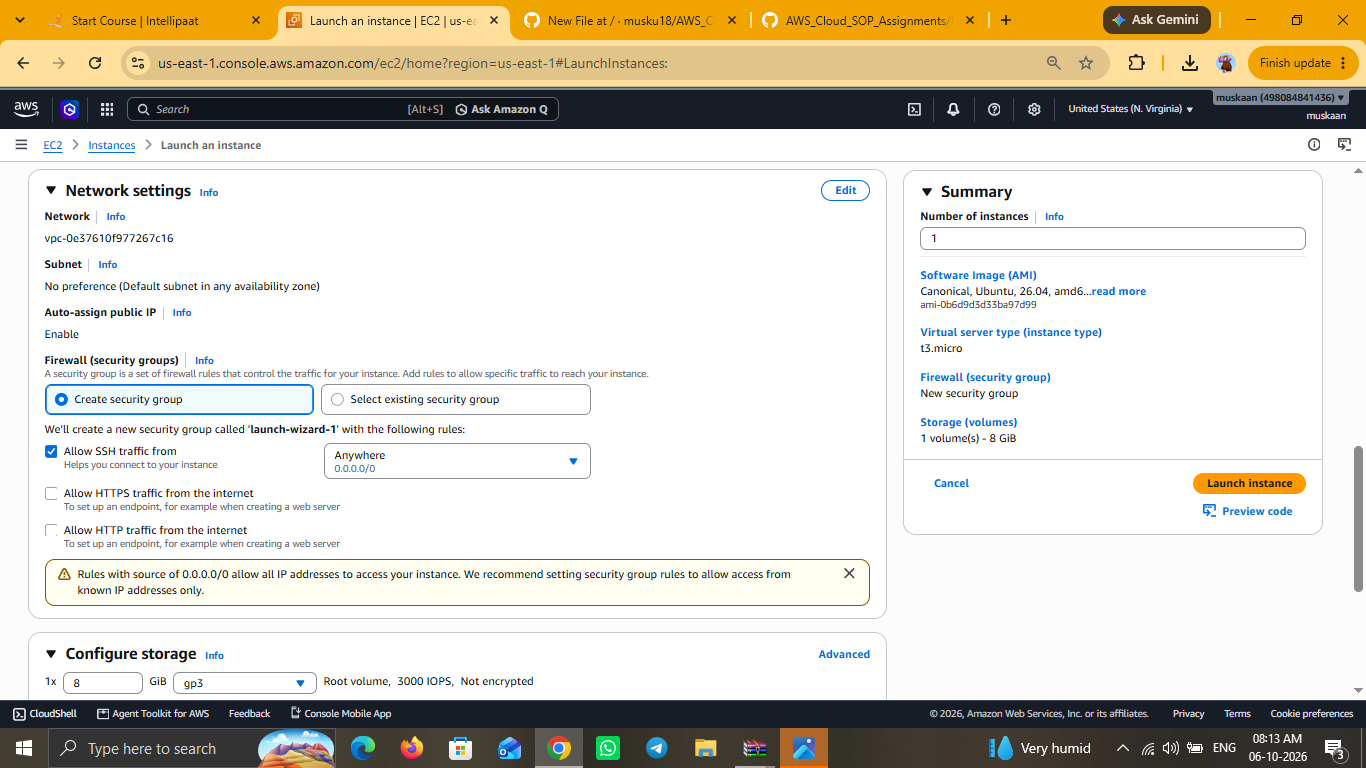 Start Course | Intellipaat
Launch an instance | EC2 | us-ea
New File at / · musku18/AWS_C
AWS_Cloud_SOP_Assignments/
Ask Gemini
us-east-1.console.aws.amazon.com/ec2/home?region=us-east-1#LaunchInstances:
Finish update
aws
Search
[Alt+S]
Ask Amazon Q
United States (N. Virginia)
muskaan (498084841436)
muskaan
EC2
Instances
Launch an instance
Network settings
Info
Edit
Network
Info
vpc-0e37610f977267c16
Subnet
Info
No preference (Default subnet in any availability zone)
Auto-assign public IP
Info
Enable
Firewall (security groups)
Info
A security group is a set of firewall rules that control the traffic for your instance. Add rules to allow specific traffic to reach your instance.
Create security group
Select existing security group
We'll create a new security group called 'launch-wizard-1' with the following rules:
Allow SSH traffic from
Helps you connect to your instance
Anywhere
0.0.0.0/0
Allow HTTPS traffic from the internet
To set up an endpoint, for example when creating a web server
Allow HTTP traffic from the internet
To set up an endpoint, for example when creating a web server
Rules with source of 0.0.0.0/0 allow all IP addresses to access your instance. We recommend setting security group rules to allow access from
known IP addresses only.
Configure storage
Info
Advanced
1x
8
GiB
gp3
Root volume, 3000 IOPS, Not encrypted
Summary
Number of instances
Info
1
Software Image (AMI)
Canonical, Ubuntu, 26.04, amd6...read more
ami-0b6d9d3d33ba97d99
Virtual server type (instance type)
t3.micro
Firewall (security group)
New security group
Storage (volumes)
1 volume(s) - 8 GiB
Cancel
Launch instance
Preview code
CloudShell
Agent Toolkit for AWS
Feedback
Console Mobile App
© 2026, Amazon Web Services, Inc. or its affiliates.
Privacy
Terms
Cookie preferences
Type here to search
Very humid
ENG
08:13 AM
06-10-2026
3